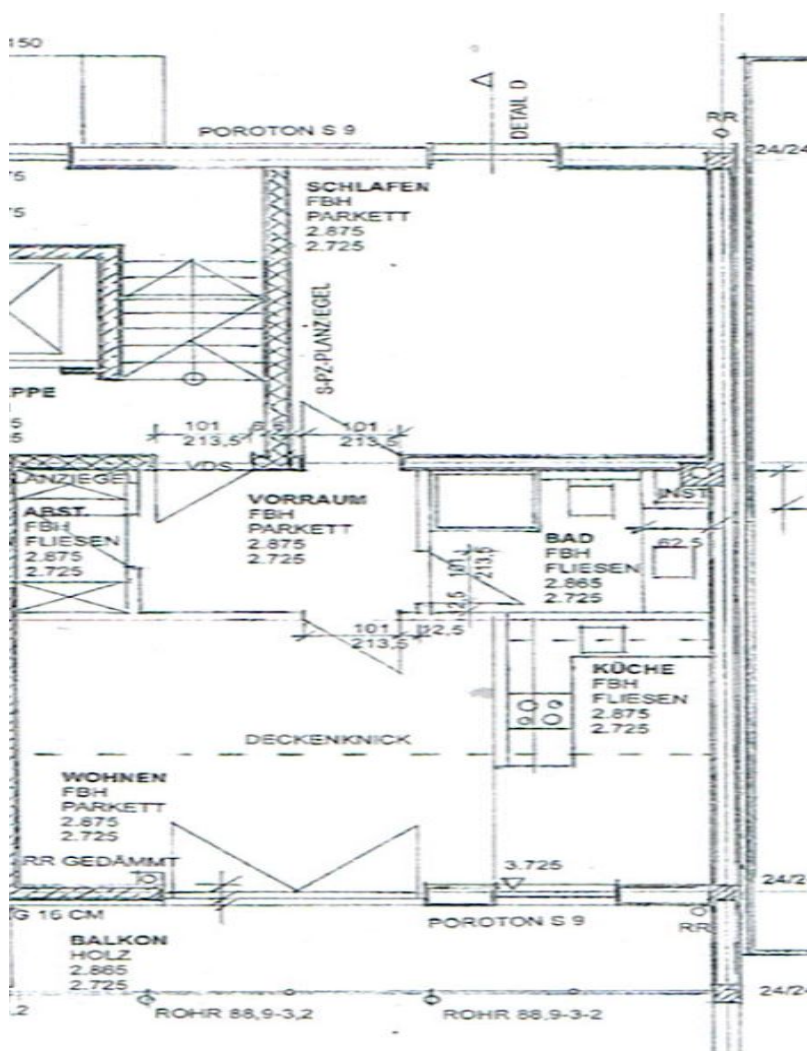 150
POROTON S 9
DETAIL D
RR
24/24
SCHLAFEN
FBH
PARKETT
2.875
2.725
75
75
S-PZ-PLANZIEGEL
EPPE
101
213,5
101
213,5
VDS
LANZIEGEL
ABST.
FBH
FLIESEN
2.875
2.725
VORRAUM
FBH
PARKETT
2.875
2.725
INST
BAD
FBH
FLIESEN
2.865
2.725
62,5
101
213,5
12,5
101
213,5
12,5
KÜCHE
FBH
FLIESEN
2.875
2.725
DECKENKNICK
WOHNEN
FBH
PARKETT
2.875
2.725
RR GEDÄMMT
3.725
24/2
G 16 CM
POROTON S 9
RR
BALKON
HOLZ
2.865
2.725
,2
ROHR 88,9-3,2
ROHR 88,9-3-2
24/24